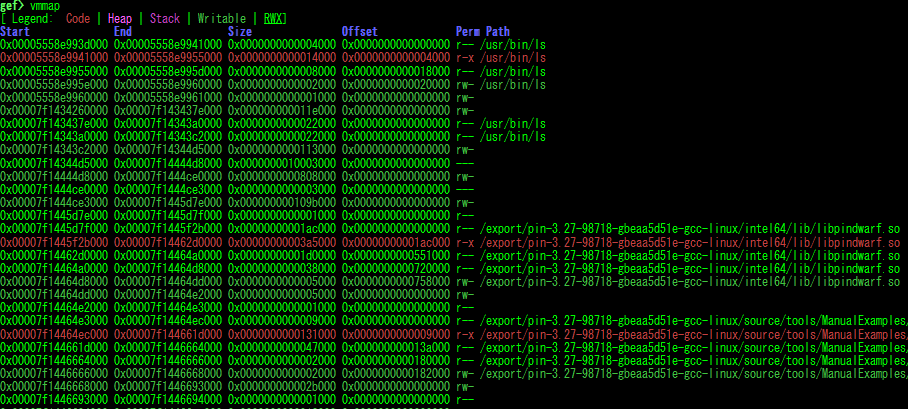 gef> vmmap
[ Legend: Code | Heap | Stack | Writable | RWX]
Start End Size Offset Perm Path
0x00005558e993d000 0x00005558e9941000 0x0000000000004000 0x0000000000000000 r-- /usr/bin/ls
0x00005558e9941000 0x00005558e9955000 0x0000000000014000 0x0000000000004000 r-x /usr/bin/ls
0x00005558e9955000 0x00005558e995d000 0x0000000000008000 0x0000000000018000 r-- /usr/bin/ls
0x00005558e995e000 0x00005558e9960000 0x0000000000002000 0x0000000000020000 rw- /usr/bin/ls
0x00005558e9960000 0x00005558e9961000 0x0000000000001000 0x0000000000000000 rw-
0x00007f1434260000 0x00007f143437e000 0x000000000011e000 0x0000000000000000 rw-
0x00007f143437e000 0x00007f14343a0000 0x0000000000022000 0x0000000000000000 r-- /usr/bin/ls
0x00007f14343a0000 0x00007f14343c2000 0x0000000000022000 0x0000000000000000 r-- /usr/bin/ls
0x00007f14343c2000 0x00007f14344d5000 0x0000000000113000 0x0000000000000000 rw-
0x00007f14344d5000 0x00007f14444d8000 0x0000000010003000 0x0000000000000000 ---
0x00007f14444d8000 0x00007f1444ce0000 0x0000000000808000 0x0000000000000000 rw-
0x00007f1444ce0000 0x00007f1444ce3000 0x0000000000003000 0x0000000000000000 ---
0x00007f1444ce3000 0x00007f1445d7e000 0x000000000109b000 0x0000000000000000 rw-
0x00007f1445d7e000 0x00007f1445d7f000 0x0000000000001000 0x0000000000000000 r--
0x00007f1445d7f000 0x00007f1445f2b000 0x00000000001ac000 0x0000000000000000 r-- /export/pin-3.27-98718-gbeaa5d51e-gcc-linux/intel64/lib/libpindwarf.so
0x00007f1445f2b000 0x00007f14462d0000 0x00000000003a5000 0x00000000001ac000 r-x /export/pin-3.27-98718-gbeaa5d51e-gcc-linux/intel64/lib/libpindwarf.so
0x00007f14462d0000 0x00007f14464a0000 0x00000000001d0000 0x0000000000551000 r-- /export/pin-3.27-98718-gbeaa5d51e-gcc-linux/intel64/lib/libpindwarf.so
0x00007f14464a0000 0x00007f14464d8000 0x0000000000038000 0x0000000000720000 r-- /export/pin-3.27-98718-gbeaa5d51e-gcc-linux/intel64/lib/libpindwarf.so
0x00007f14464d8000 0x00007f14464dd000 0x0000000000005000 0x0000000000758000 rw- /export/pin-3.27-98718-gbeaa5d51e-gcc-linux/intel64/lib/libpindwarf.so
0x00007f14464dd000 0x00007f14464e2000 0x0000000000005000 0x0000000000000000 rw-
0x00007f14464e2000 0x00007f14464e3000 0x0000000000001000 0x0000000000000000 r--
0x00007f14464e3000 0x00007f14464ec000 0x0000000000009000 0x0000000000000000 r-- /export/pin-3.27-98718-gbeaa5d51e-gcc-linux/source/tools/ManualExamples/
0x00007f14464ec000 0x00007f144661d000 0x0000000000131000 0x0000000000009000 r-x /export/pin-3.27-98718-gbeaa5d51e-gcc-linux/source/tools/ManualExamples/
0x00007f144661d000 0x00007f1446664000 0x0000000000047000 0x000000000013a000 r-- /export/pin-3.27-98718-gbeaa5d51e-gcc-linux/source/tools/ManualExamples/
0x00007f1446664000 0x00007f1446666000 0x0000000000002000 0x0000000000180000 r-- /export/pin-3.27-98718-gbeaa5d51e-gcc-linux/source/tools/ManualExamples/
0x00007f1446666000 0x00007f1446668000 0x0000000000002000 0x0000000000182000 rw- /export/pin-3.27-98718-gbeaa5d51e-gcc-linux/source/tools/ManualExamples/
0x00007f1446668000 0x00007f1446693000 0x000000000002b000 0x0000000000000000 rw-
0x00007f1446693000 0x00007f1446694000 0x0000000000001000 0x0000000000000000 r--